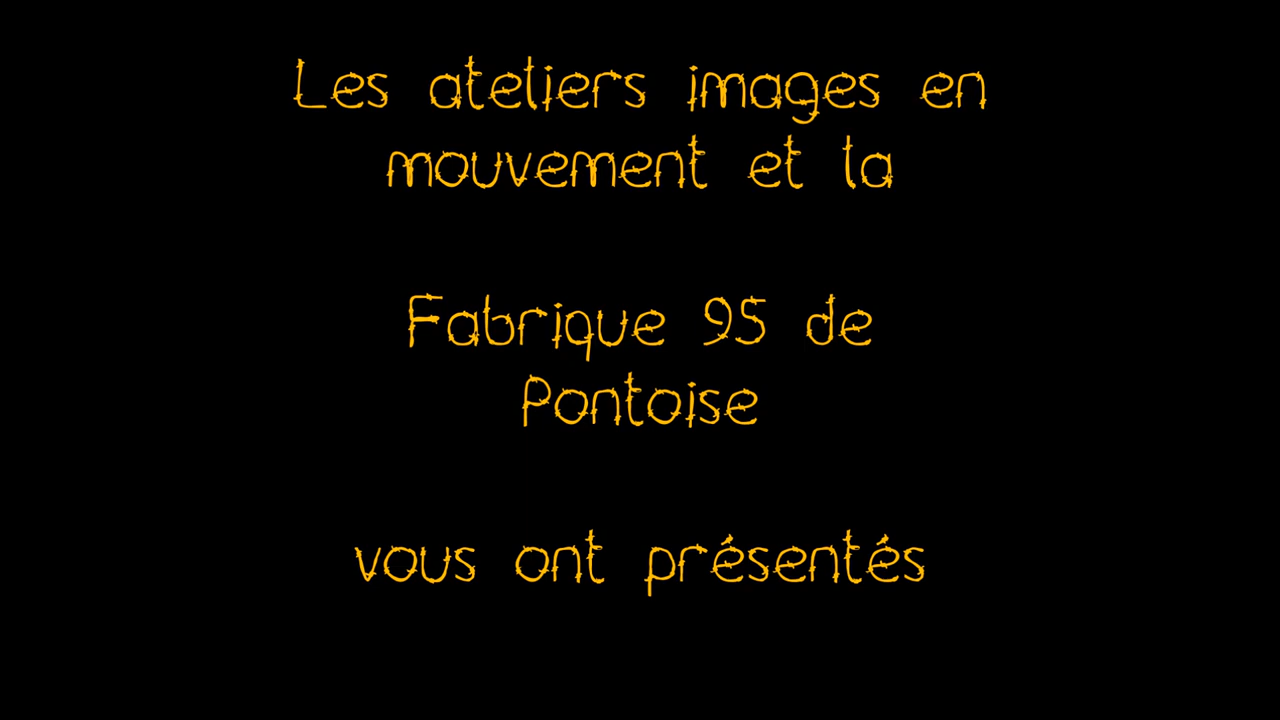 Les ateliers images en
mouvement et la
Fabrique 95 de
Pontoise
vous ont présentés